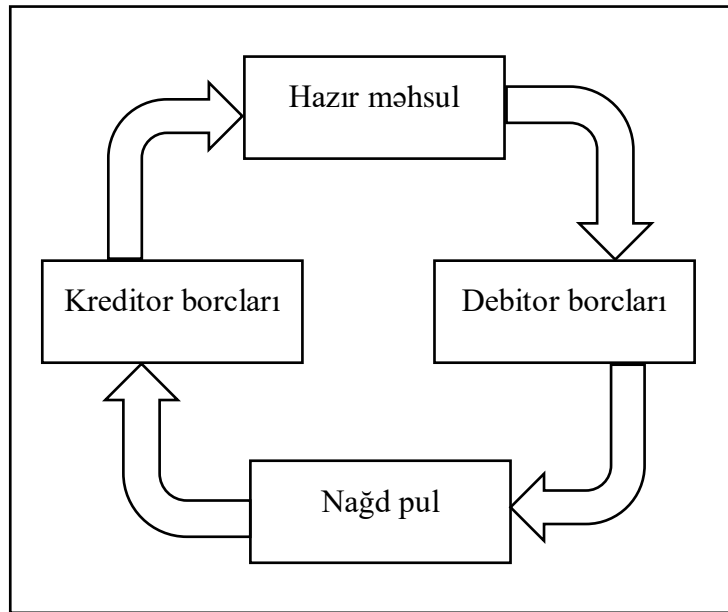 Hazır məhsul
Kreditor borcları
Debitor borcları
Nağd pul